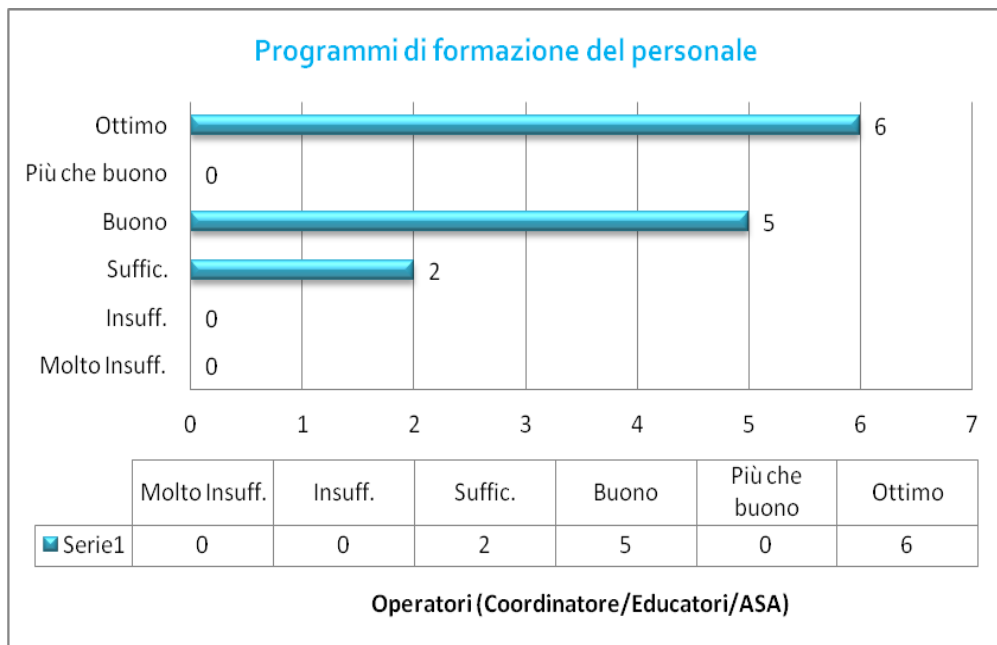 Programmi di formazione del personale
Ottimo 6
Più che buono 0
Buono 5
Suffic. 2
Insuff. 0
Molto Insuff. 0
0 1 2 3 4 5 6 7
Molto Insuff. Insuff. Suffic. Buono Più che buono Ottimo
Serie1 0 0 2 5 0 6
Operatori (Coordinatore/Educatori/ASA)